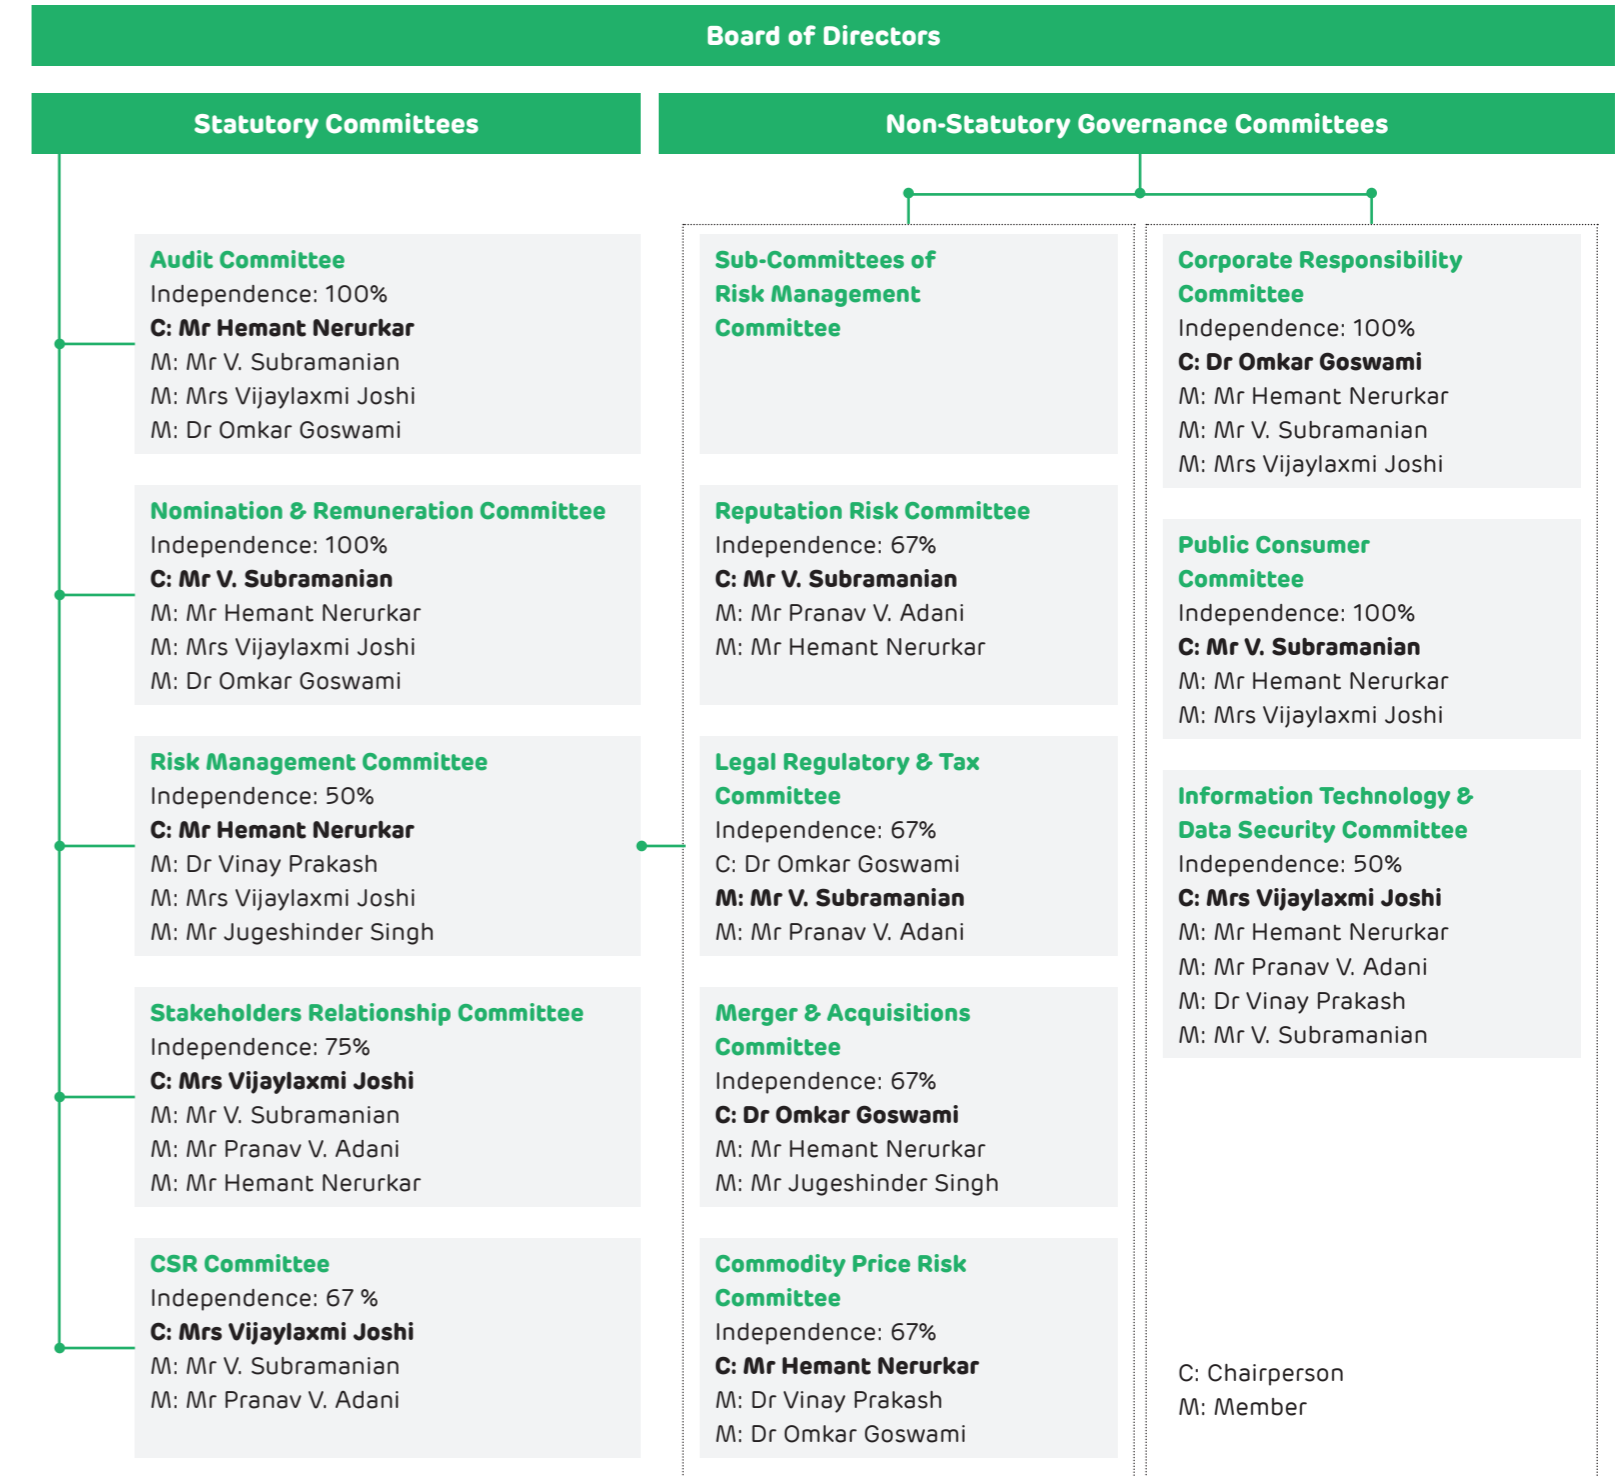 Board of Directors
Statutory Committees
Non-Statutory Governance Committees
Audit Committee
Independence: 100%
C: Mr Hemant Nerurkar
M: Mr V. Subramanian
M: Mrs Vijaylaxmi Joshi
M: Dr Omkar Goswami
Nomination & Remuneration Committee
Independence: 100%
C: Mr V. Subramanian
M: Mr Hemant Nerurkar
M: Mrs Vijaylaxmi Joshi
M: Dr Omkar Goswami
Risk Management Committee
Independence: 50%
C: Mr Hemant Nerurkar
M: Dr Vinay Prakash
M: Mrs Vijaylaxmi Joshi
M: Mr Jugeshinder Singh
Stakeholders Relationship Committee
Independence: 75%
C: Mrs Vijaylaxmi Joshi
M: Mr V. Subramanian
M: Mr Pranav V. Adani
M: Mr Hemant Nerurkar
CSR Committee
Independence: 67 %
C: Mrs Vijaylaxmi Joshi
M: Mr V. Subramanian
M: Mr Pranav V. Adani
Sub-Committees of
Risk Management
Committee
Reputation Risk Committee
Independence: 67%
C: Mr V. Subramanian
M: Mr Pranav V. Adani
M: Mr Hemant Nerurkar
Legal Regulatory & Tax
Committee
Independence: 67%
C: Dr Omkar Goswami
M: Mr V. Subramanian
M: Mr Pranav V. Adani
Merger & Acquisitions
Committee
Independence: 67%
C: Dr Omkar Goswami
M: Mr Hemant Nerurkar
M: Mr Jugeshinder Singh
Commodity Price Risk
Committee
Independence: 67%
C: Mr Hemant Nerurkar
M: Dr Vinay Prakash
M: Dr Omkar Goswami
Corporate Responsibility
Committee
Independence: 100%
C: Dr Omkar Goswami
M: Mr Hemant Nerurkar
M: Mr V. Subramanian
M: Mrs Vijaylaxmi Joshi
Public Consumer
Committee
Independence: 100%
C: Mr V. Subramanian
M: Mr Hemant Nerurkar
M: Mrs Vijaylaxmi Joshi
Information Technology &
Data Security Committee
Independence: 50%
C: Mrs Vijaylaxmi Joshi
M: Mr Hemant Nerurkar
M: Mr Pranav V. Adani
M: Dr Vinay Prakash
M: Mr V. Subramanian
C: Chairperson
M: Member